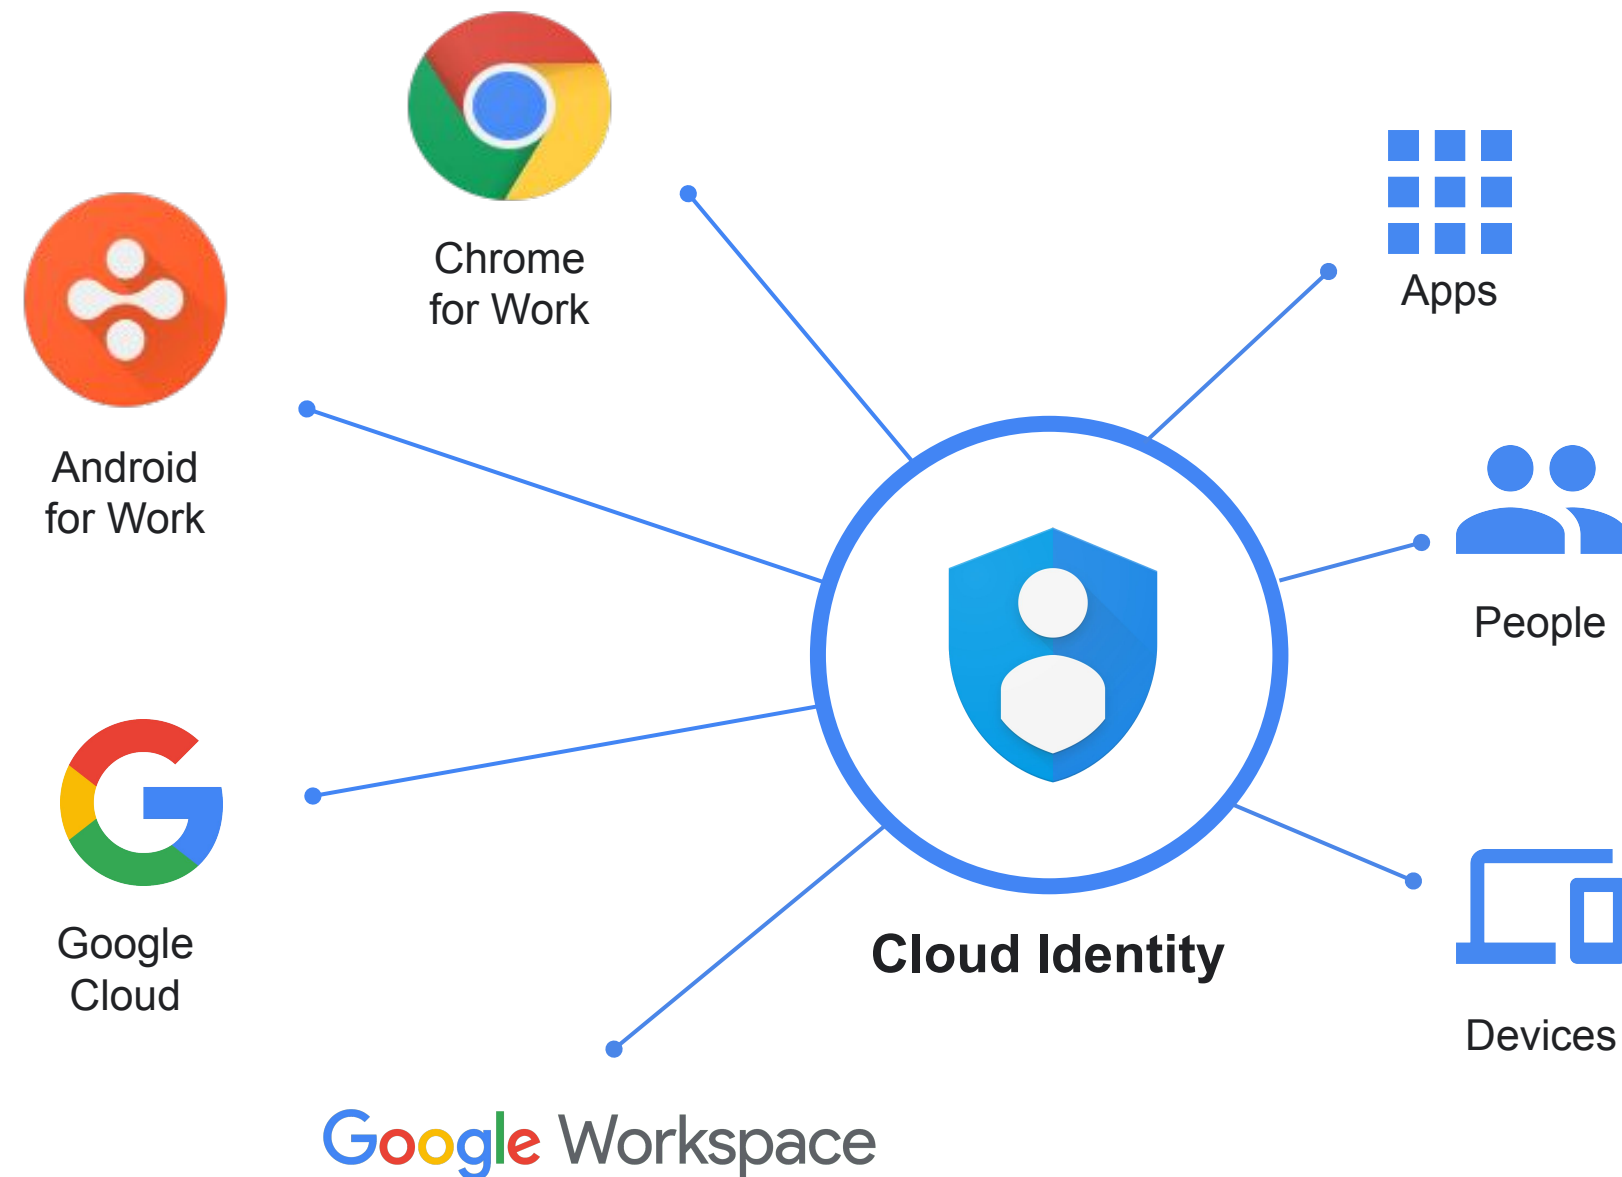 Chrome
for Work
Apps
Android
for Work
People
Google
Cloud
Cloud Identity
Devices
Google Workspace